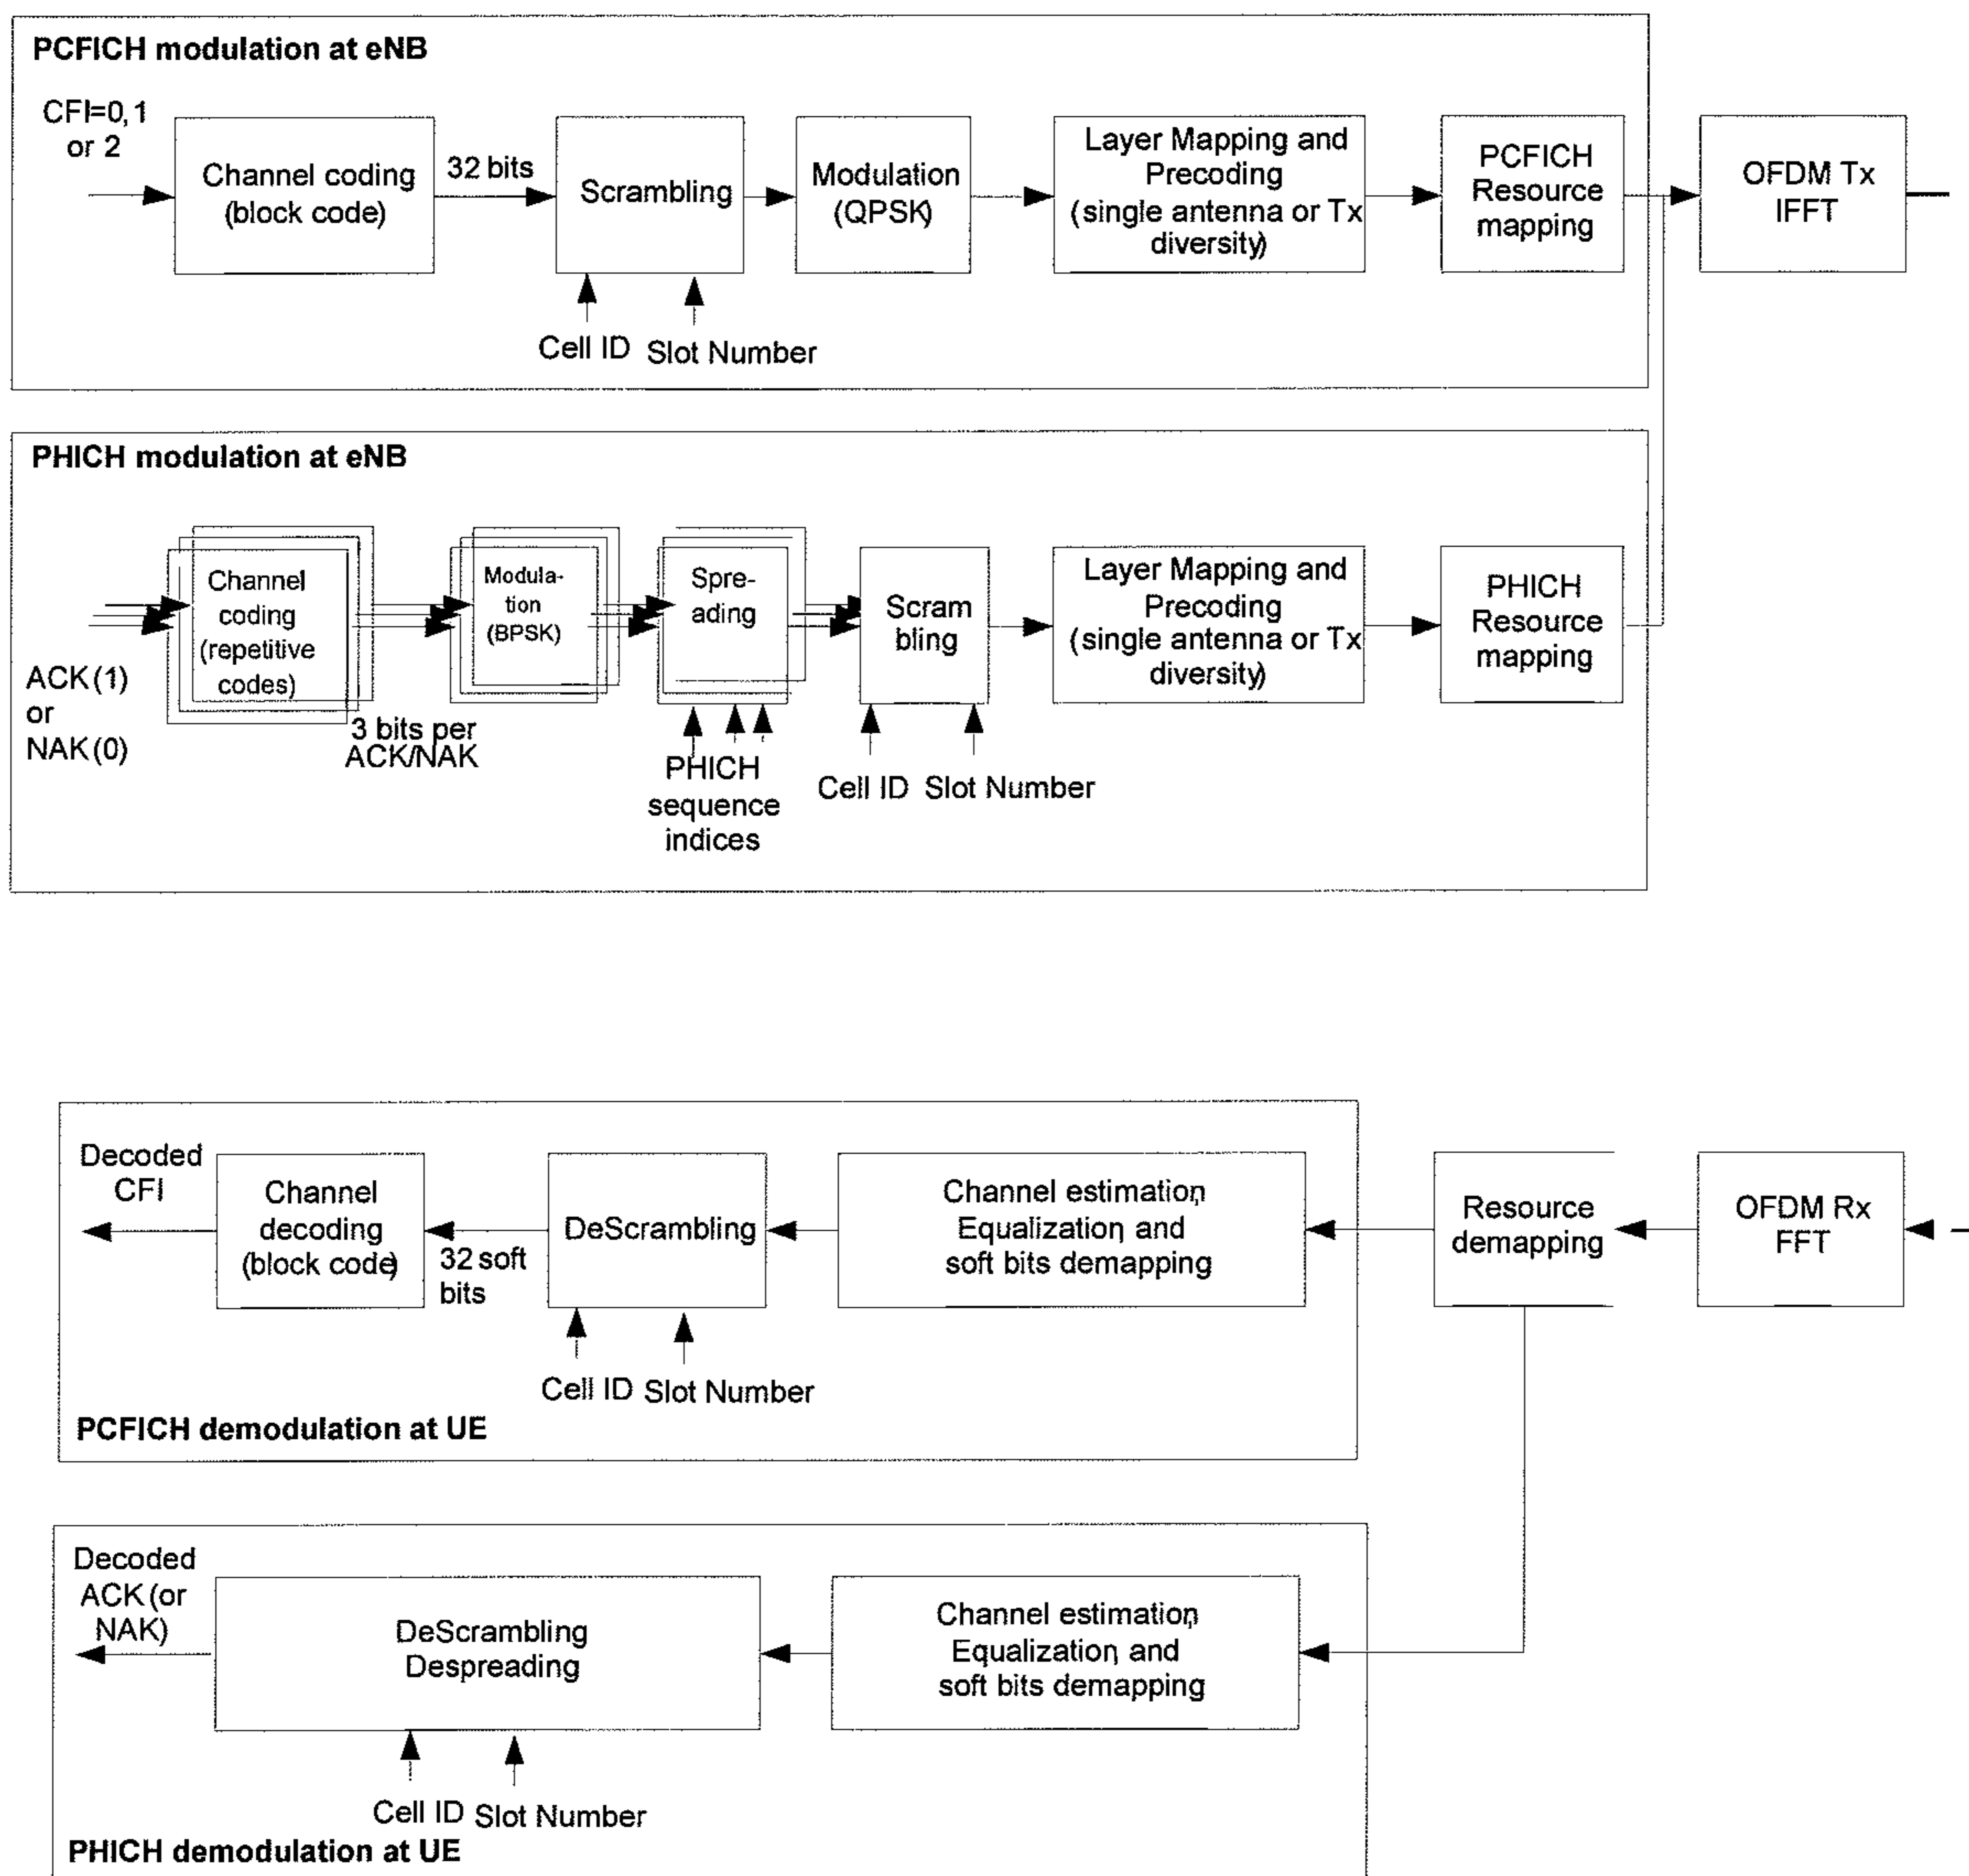 PCFICH modulation at eNB
CFI=0,1
or 2
Channel coding
(block code)
32 bits
Scrambling
Modulation
(QPSK)
Layer Mapping and
Precoding
(single antenna or Tx
diversity)
PCFICH
Resource
mapping
OFDM Tx
IFFT
Cell ID
Slot Number
PHICH modulation at eNB
ACK (1)
or
NAK (0)
Channel
coding
(repetitive
codes)
3 bits per
ACK/NAK
Modula-
tion
(BPSK)
Spre-
ading
PHICH
sequence
indices
Scram
bling
Cell ID
Slot Number
Layer Mapping and
Precoding
(single antenna or Tx
diversity)
PHICH
Resource
mapping
Decoded
CFI
Channel
decoding
(block code)
32 soft
bits
DeScrambling
Channel estimation,
Equalization, and
soft bits demapping
Resource
demapping
OFDM Rx
FFT
Cell ID
Slot Number
PCFICH demodulation at UE
Decoded
ACK (or
NAK)
DeScrambling
Despreading
Channel estimation,
Equalization, and
soft bits demapping
Cell ID
Slot Number
PHICH demodulation at UE